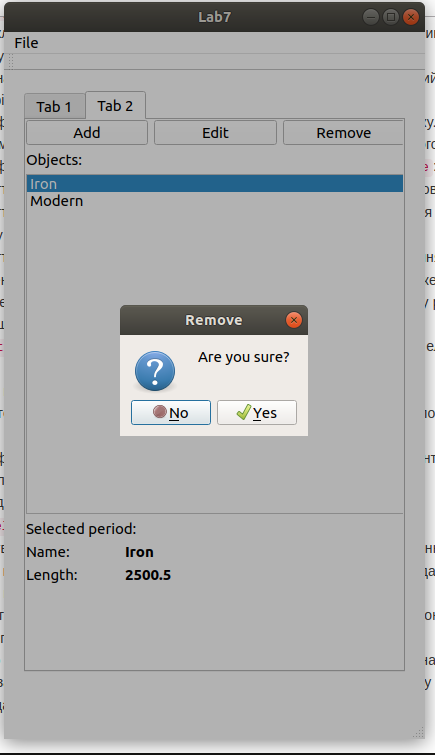 Lab7
File
Tab 1 Tab 2
Add Edit Remove
Objects:
Iron
Modern
Remove
Are you sure?
No Yes
Selected period:
Name: Iron
Length: 2500.5